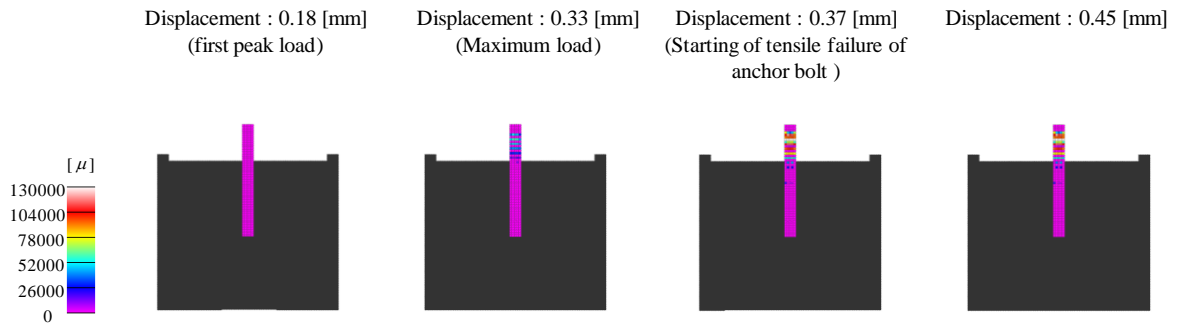 Displacement : 0.18 [mm]
(first peak load)
Displacement : 0.33 [mm]
(Maximum load)
Displacement : 0.37 [mm]
(Starting of tensile failure of
anchor bolt )
Displacement : 0.45 [mm]
[ μ ]
130000
104000
78000
52000
26000
0